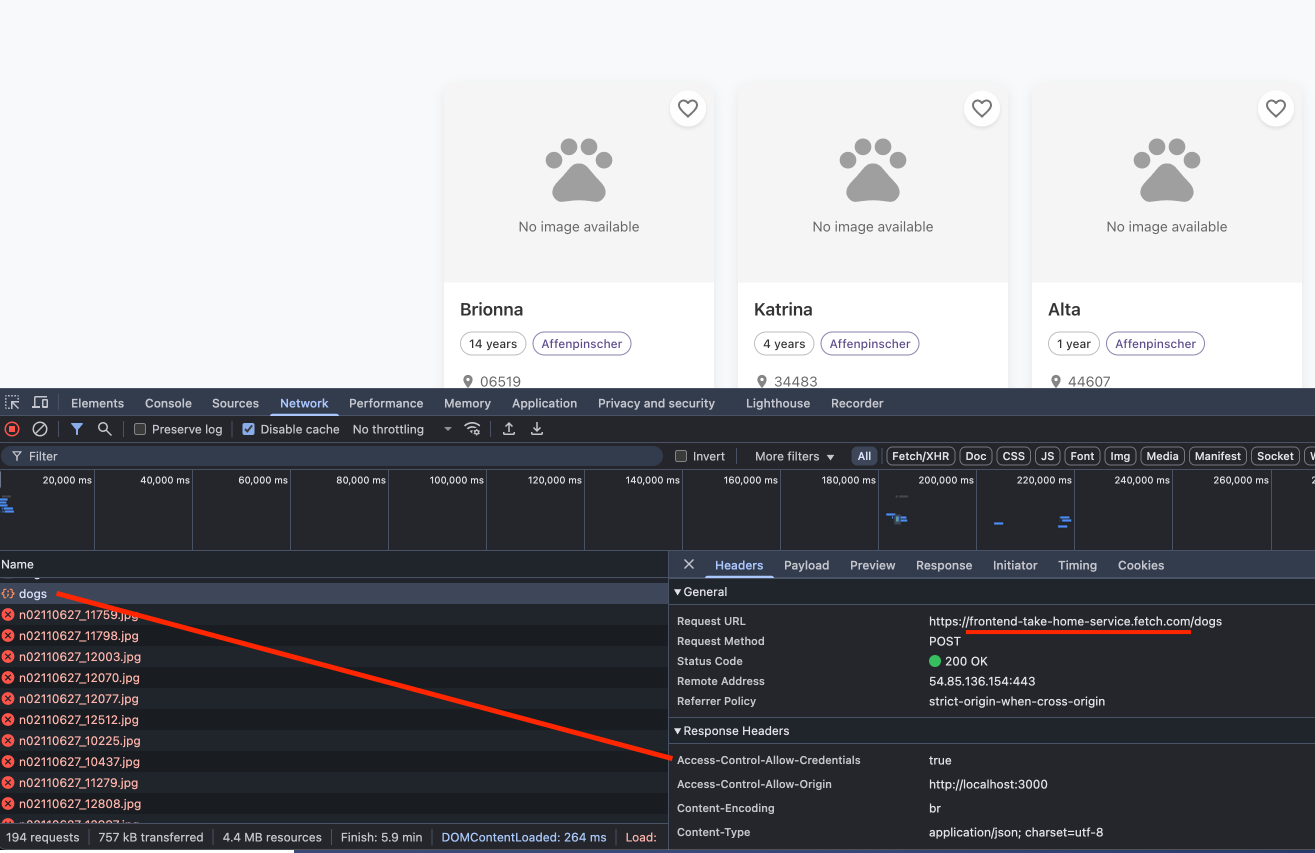 No image available No image available No image available
Brionna Katrina Alta
14 years Affenpinscher 4 years Affenpinscher 1 year Affenpinscher
06519 34483 44607
Elements Console Sources Network Performance Memory Application Privacy and security Lighthouse Recorder
Preserve log Disable cache No throttling
Filter Invert More filters All Fetch/XHR Doc CSS JS Font Img Media Manifest Socket
20,000 ms 40,000 ms 60,000 ms 80,000 ms 100,000 ms 120,000 ms 140,000 ms 160,000 ms 180,000 ms 200,000 ms 220,000 ms 240,000 ms 260,000 ms
Name
dogs
n02110627_11759.jpg
n02110627_11798.jpg
n02110627_12003.jpg
n02110627_12070.jpg
n02110627_12077.jpg
n02110627_12512.jpg
n02110627_10225.jpg
n02110627_10437.jpg
n02110627_11279.jpg
n02110627_12808.jpg
194 requests 757 kB transferred 4.4 MB resources Finish: 5.9 min DOMContentLoaded: 264 ms Load:
Headers Payload Preview Response Initiator Timing Cookies
General
Request URL https://frontend-take-home-service.fetch.com/dogs
Request Method POST
Status Code 200 OK
Remote Address 54.85.136.154:443
Referrer Policy strict-origin-when-cross-origin
Response Headers
Access-Control-Allow-Credentials true
Access-Control-Allow-Origin http://localhost:3000
Content-Encoding br
Content-Type application/json; charset=utf-8